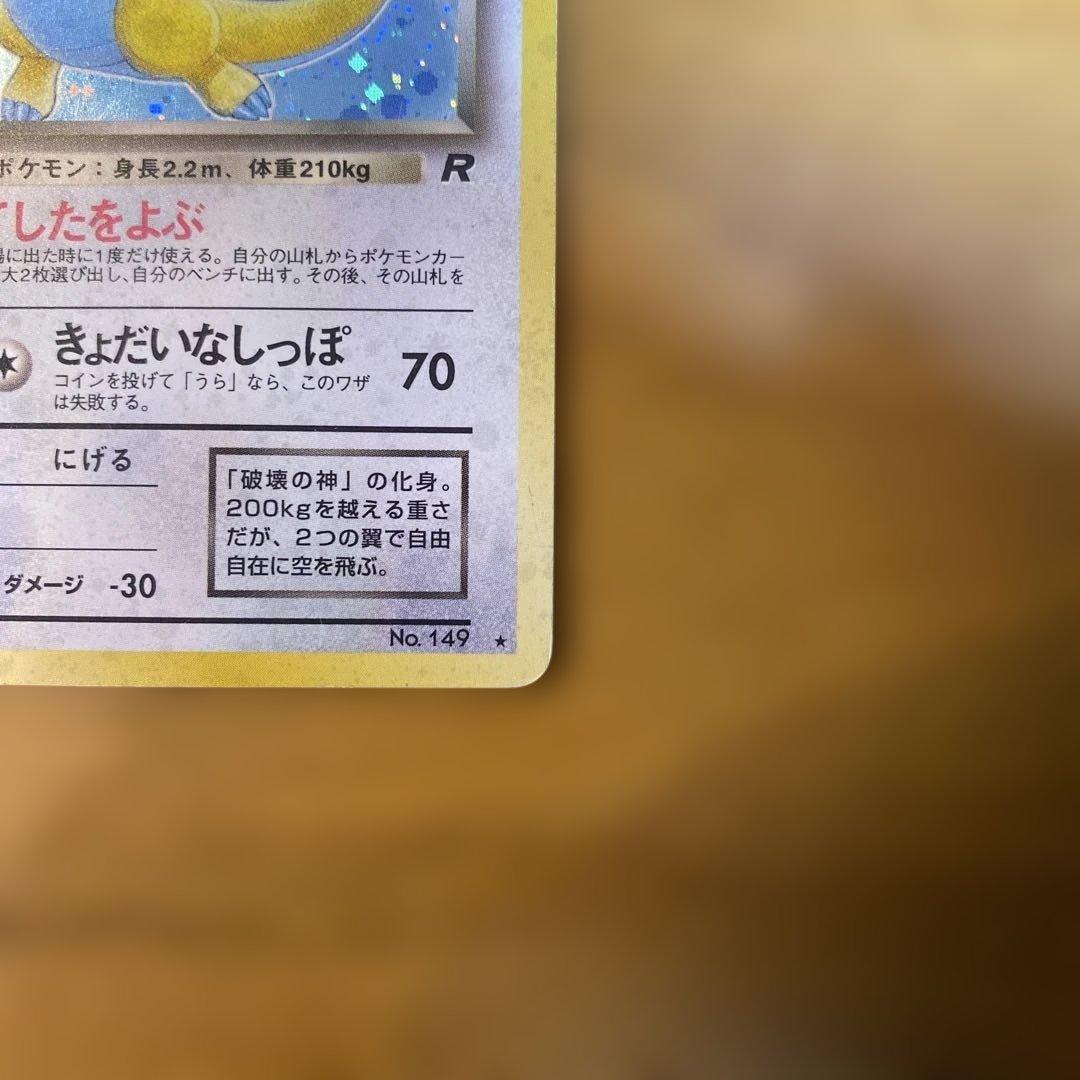 ポケモン：身長2.2m、体重210kg R
てしたをよぶ
場に出た時に1度だけ使える。自分の山札からポケモンカー
大2枚選び出し、自分のベンチに出す。その後、その山札を
きょだいなしっぽ 70
コインを投げて「うら」なら、このワザ
は失敗する。
にげる
ダメージ -30
「破壊の神」の化身。
200kgを越える重さ
だが、2つの翼で自由
自在に空を飛ぶ。
No. 149 ★